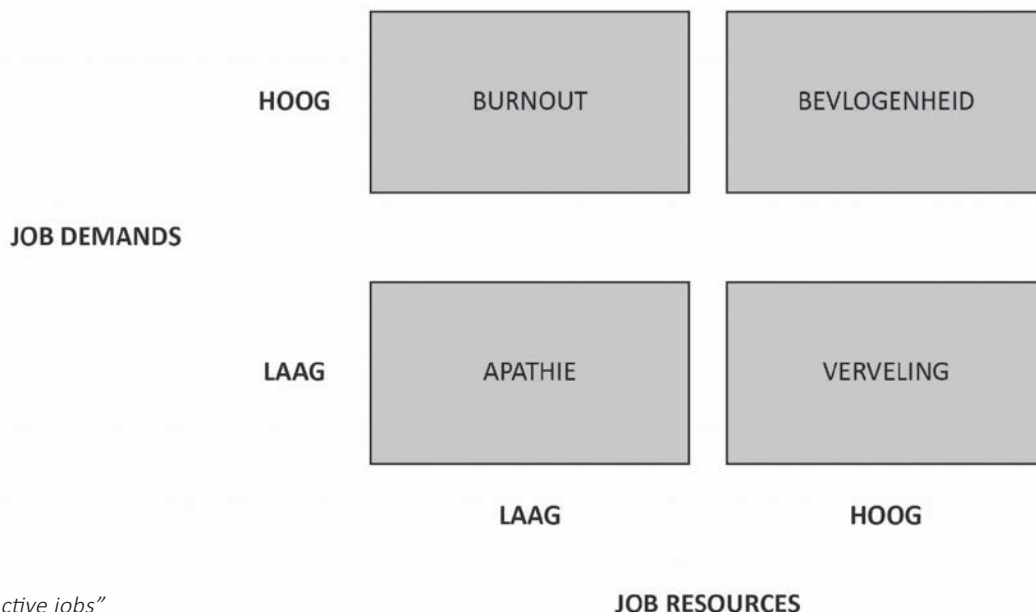 HOOG
BURNOUT
BEVLOGENHEID
JOB DEMANDS
LAAG
APATHIE
VERVELING
LAAG
HOOG
ctive jobs”
JOB RESOURCES